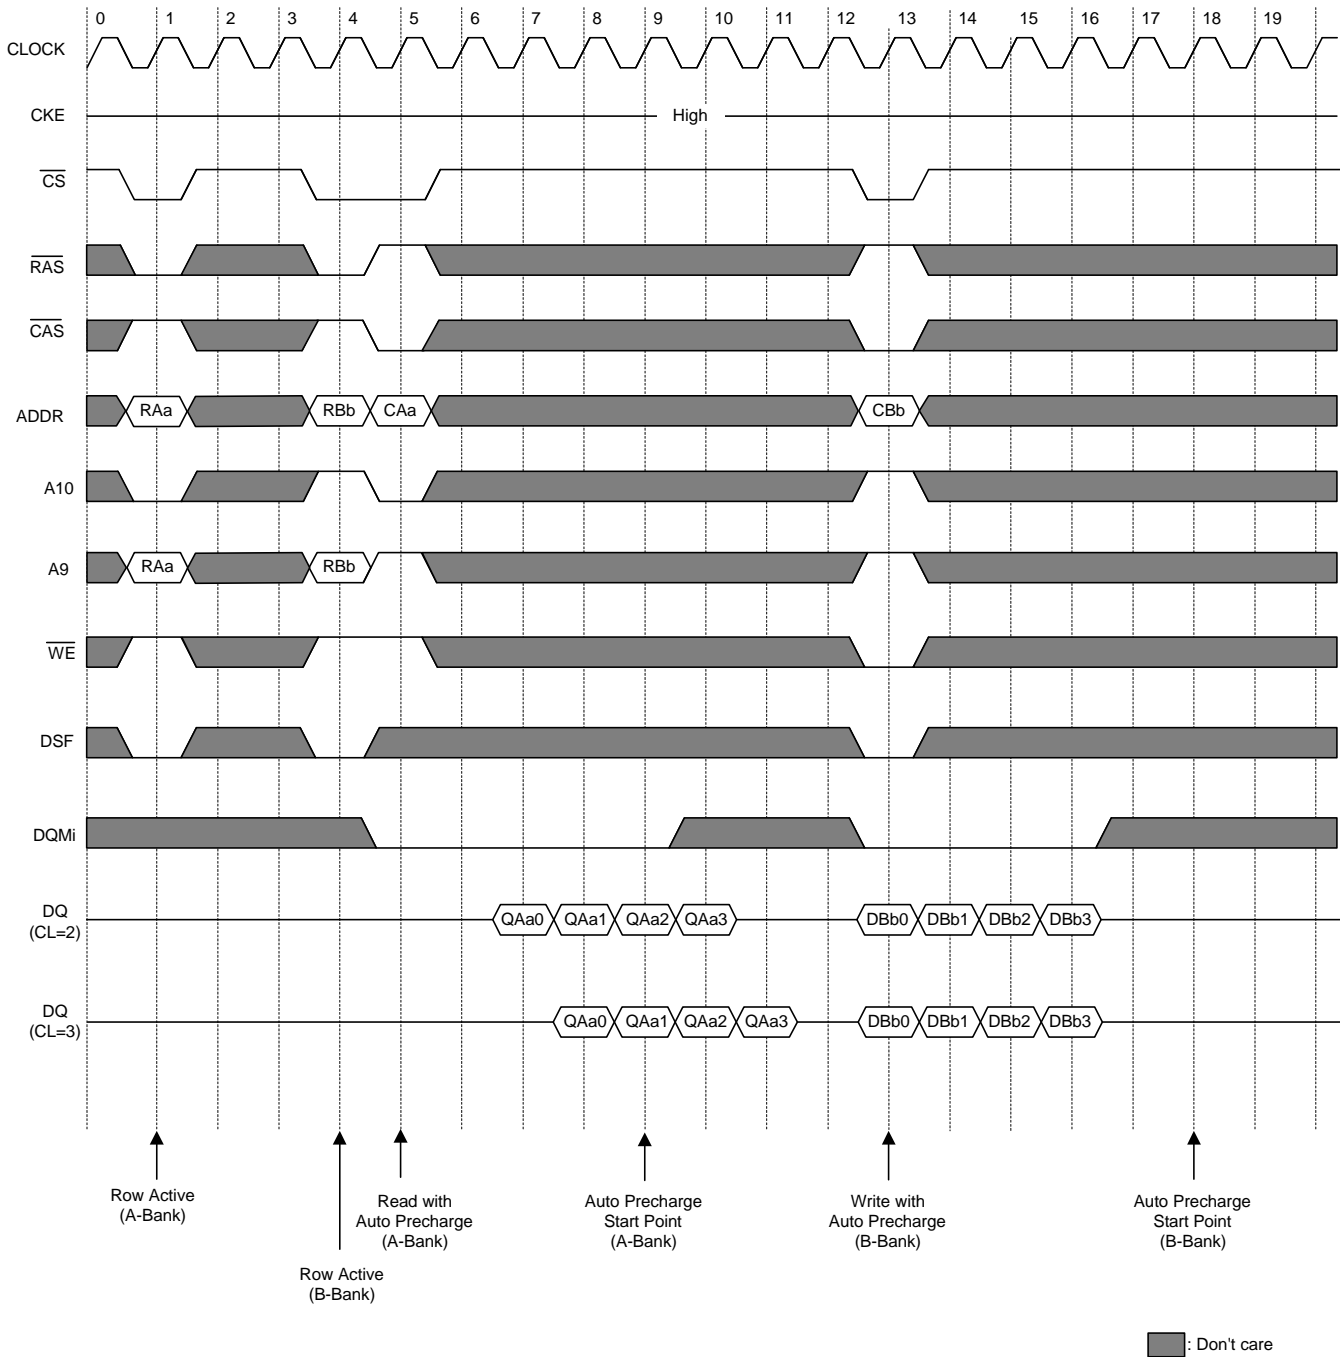 0 1 2 3 4 5 6 7 8 9 10 11 12 13 14 15 16 17 18 19
CLOCK
CKE High
CS
RAS
CAS
ADDR RAa RBb CAa CBb
A10
A9 RAa RBb
WE
DSF
DQMi
DQ
(CL=2)
QAa0 QAa1 QAa2 QAa3 DBb0 DBb1 DBb2 DBb3
DQ
(CL=3)
QAa0 QAa1 QAa2 QAa3 DBb0 DBb1 DBb2 DBb3
Row Active
(A-Bank)
Row Active
(B-Bank)
Read with
Auto Precharge
(A-Bank)
Auto Precharge
Start Point
(A-Bank)
Write with
Auto Precharge
(B-Bank)
Auto Precharge
Start Point
(B-Bank)
: Don't care